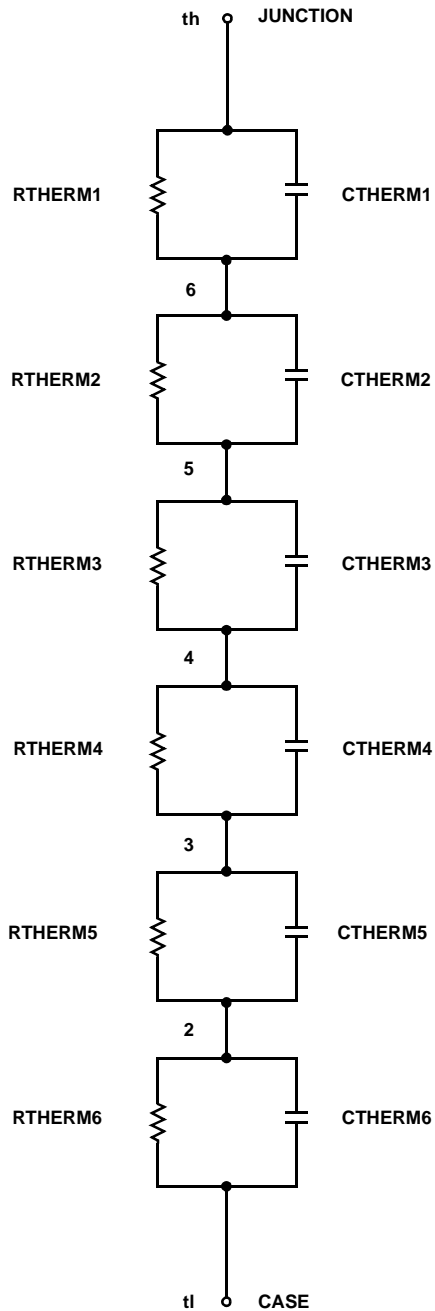 th JUNCTION
RTHERM1 CTHERM1
6
RTHERM2 CTHERM2
5
RTHERM3 CTHERM3
4
RTHERM4 CTHERM4
3
RTHERM5 CTHERM5
2
RTHERM6 CTHERM6
tl CASE